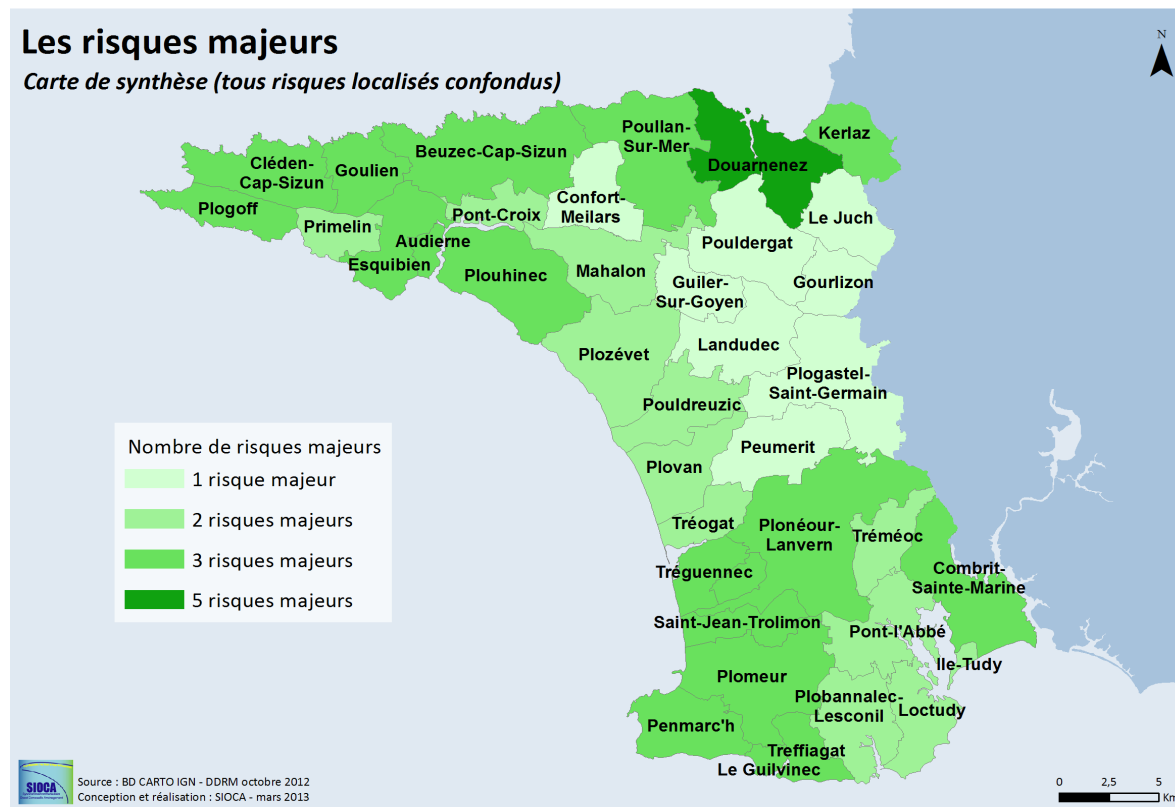 Les risques majeurs
Carte de synthèse (tous risques localisés confondus)
N
Poullan-
Sur-Mer
Kerlaz
Beuzec-Cap-Sizun
Cléden-
Cap-Sizun
Goulien
Douarnenez
Plogoff
Confort-
Meilars
Pont-Croix
Le Juch
Primelin
Audierne
Pouldergat
Esquibien
Plouhinec
Mahalon
Guiler-
Sur-Goyen
Gourlizon
Landudec
Plozévet
Plogastel-
Saint-Germain
Pouldreuzic
Peumerit
Plovan
Tréogat
Plonéour-
Lanvern
Tréméoc
Tréguennec
Combrit-
Sainte-Marine
Saint-Jean-Trolimon
Pont-l'Abbé
Ile-Tudy
Plomeur
Plobannalec-
Lesconil
Loctudy
Penmarc'h
Treffiagat
Le Guilvinec
Nombre de risques majeurs
1 risque majeur
2 risques majeurs
3 risques majeurs
5 risques majeurs
SIOCA
Source : BD CARTO IGN - DDRM octobre 2012
Conception et réalisation : SIOCA - mars 2013
0 2,5 5
Km